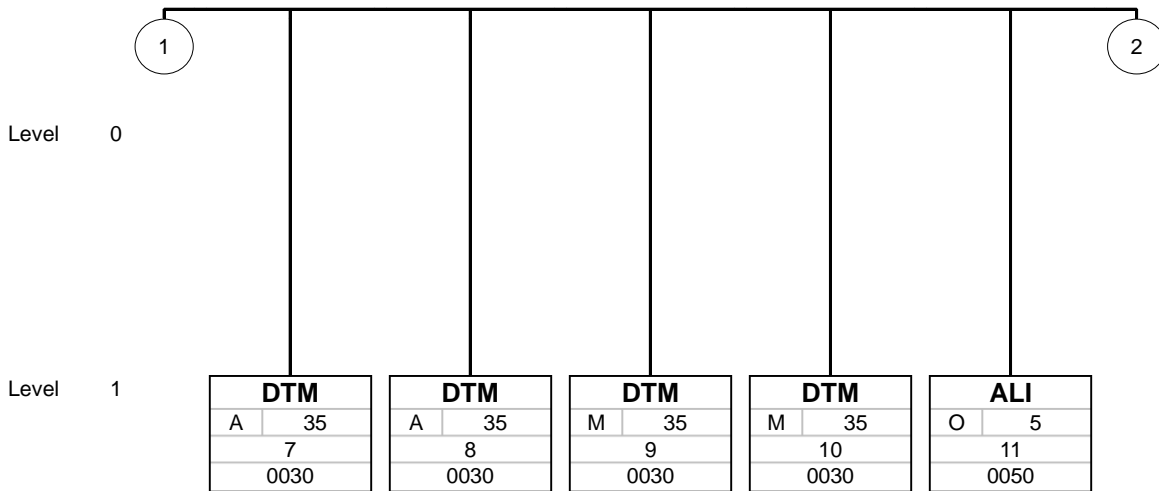 1 2
Level 0
Level 1
DTM DTM DTM DTM ALI
A 35 A 35 M 35 M 35 O 5
7 8 9 10 11
0030 0030 0030 0030 0050